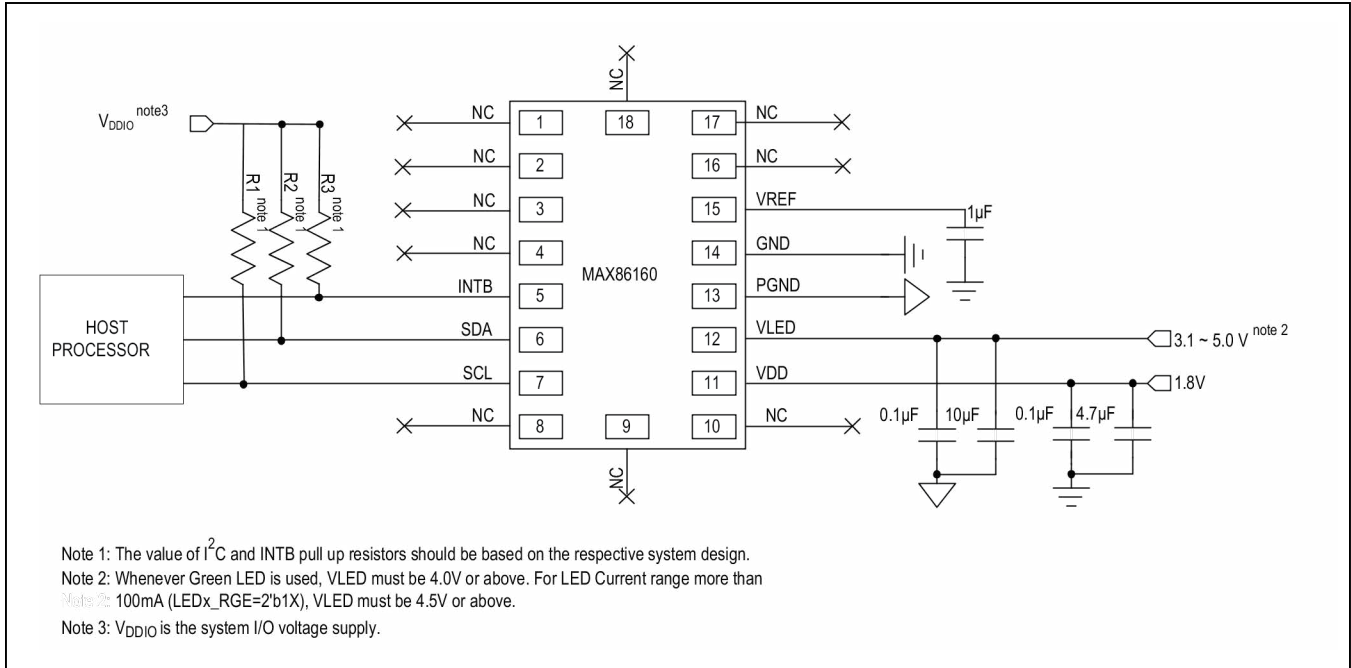 NC
V_DDIO note3
NC
1
18
17
NC
NC
2
16
NC
R1 note 1
R2 note 1
R3 note 1
NC
3
15
VREF
1µF
NC
4
14
GND
MAX86160
INTB
5
13
PGND
HOST
PROCESSOR
SDA
6
12
VLED
3.1 ~ 5.0 V note 2
SCL
7
11
VDD
1.8V
NC
8
9
10
NC
0.1µF
10µF
0.1µF
4.7µF
NC
Note 1: The value of I²C and INTB pull up resistors should be based on the respective system design.
Note 2: Whenever Green LED is used, VLED must be 4.0V or above. For LED Current range more than
Note 2: 100mA (LEDx_RGE=2'b1X), VLED must be 4.5V or above.
Note 3: V_DDIO is the system I/O voltage supply.